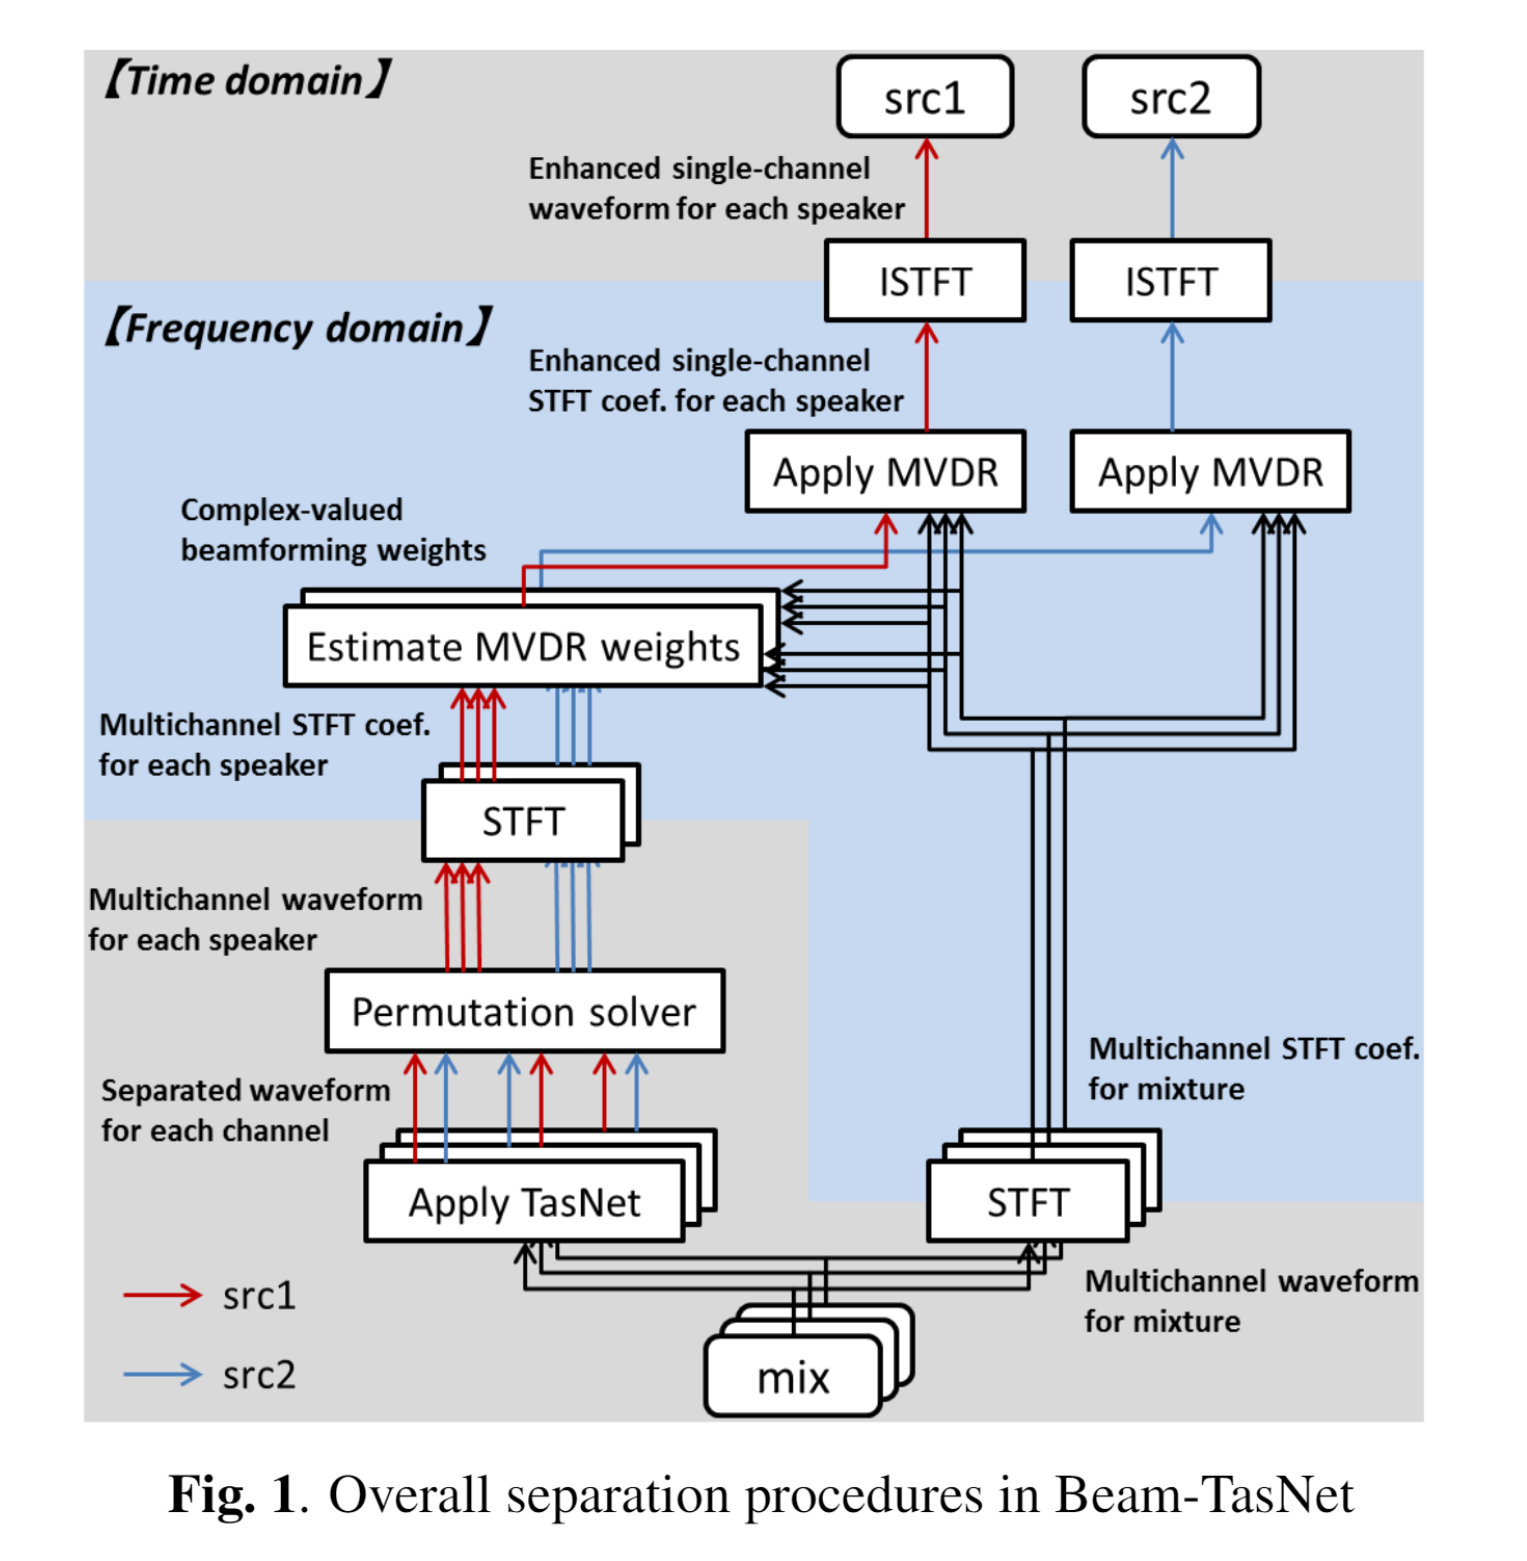 【Time domain】
src1
src2
Enhanced single-channel
waveform for each speaker
ISTFT
ISTFT
【Frequency domain】
Enhanced single-channel
STFT coef. for each speaker
Apply MVDR
Apply MVDR
Complex-valued
beamforming weights
Estimate MVDR weights
Multichannel STFT coef.
for each speaker
STFT
Multichannel waveform
for each speaker
Permutation solver
Multichannel STFT coef.
for mixture
Separated waveform
for each channel
Apply TasNet
STFT
Multichannel waveform
for mixture
src1
src2
mix
Fig. 1. Overall separation procedures in Beam-TasNet